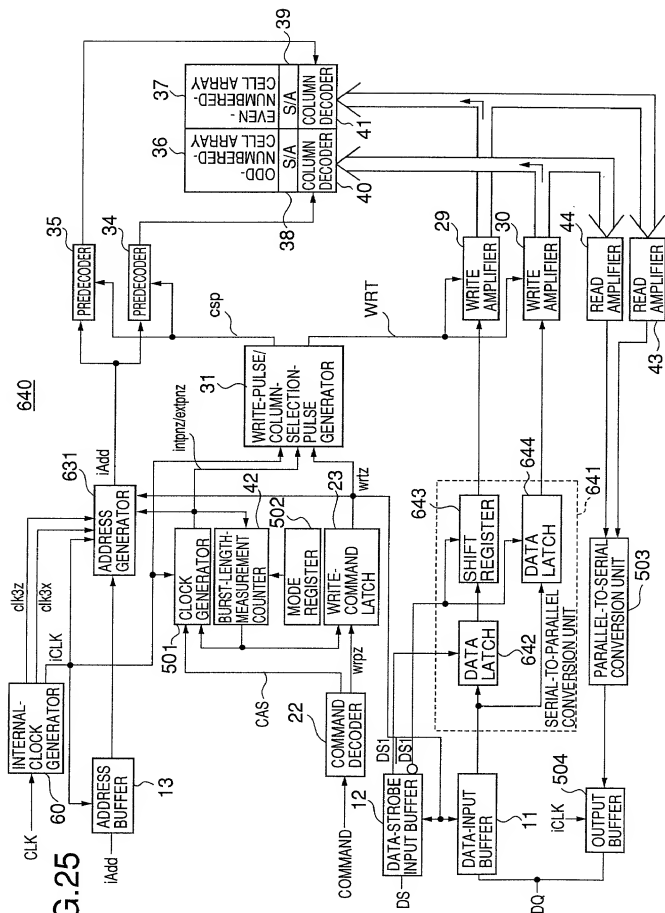 G.25
640
CLK
INTERNAL-
CLOCK
GENERATOR
60
clk3z
clk3x
iCLK
iAdd
ADDRESS
BUFFER
13
ADDRESS
GENERATOR
631
iAdd
PREDECODER
35
PREDECODER
34
csp
ODD-
NUMBERED-
CELL ARRAY
36
EVEN-
NUMBERED-
CELL ARRAY
37
S/A
38
S/A
39
COLUMN
DECODER
40
COLUMN
DECODER
41
intpnz/extpnz
CLOCK
GENERATOR
501
BURST-LENGTH-
MEASUREMENT
COUNTER
42
MODE
REGISTER
502
WRITE-
COMMAND
LATCH
23
wrtz
WRITE-PULSE/
COLUMN-
SELECTION-
PULSE
GENERATOR
31
WRT
CAS
wrpz
COMMAND
COMMAND
DECODER
22
DS
DATA-STROBE
INPUT BUFFER
12
DS1
DS1
DATA-INPUT
BUFFER
11
DATA
LATCH
642
SHIFT
REGISTER
643
DATA
LATCH
644
SERIAL-TO-PARALLEL
CONVERSION UNIT
641
WRITE
AMPLIFIER
29
WRITE
AMPLIFIER
30
READ
AMPLIFIER
44
READ
AMPLIFIER
43
PARALLEL-TO-SERIAL
CONVERSION UNIT
503
iCLK
OUTPUT
BUFFER
504
DQ